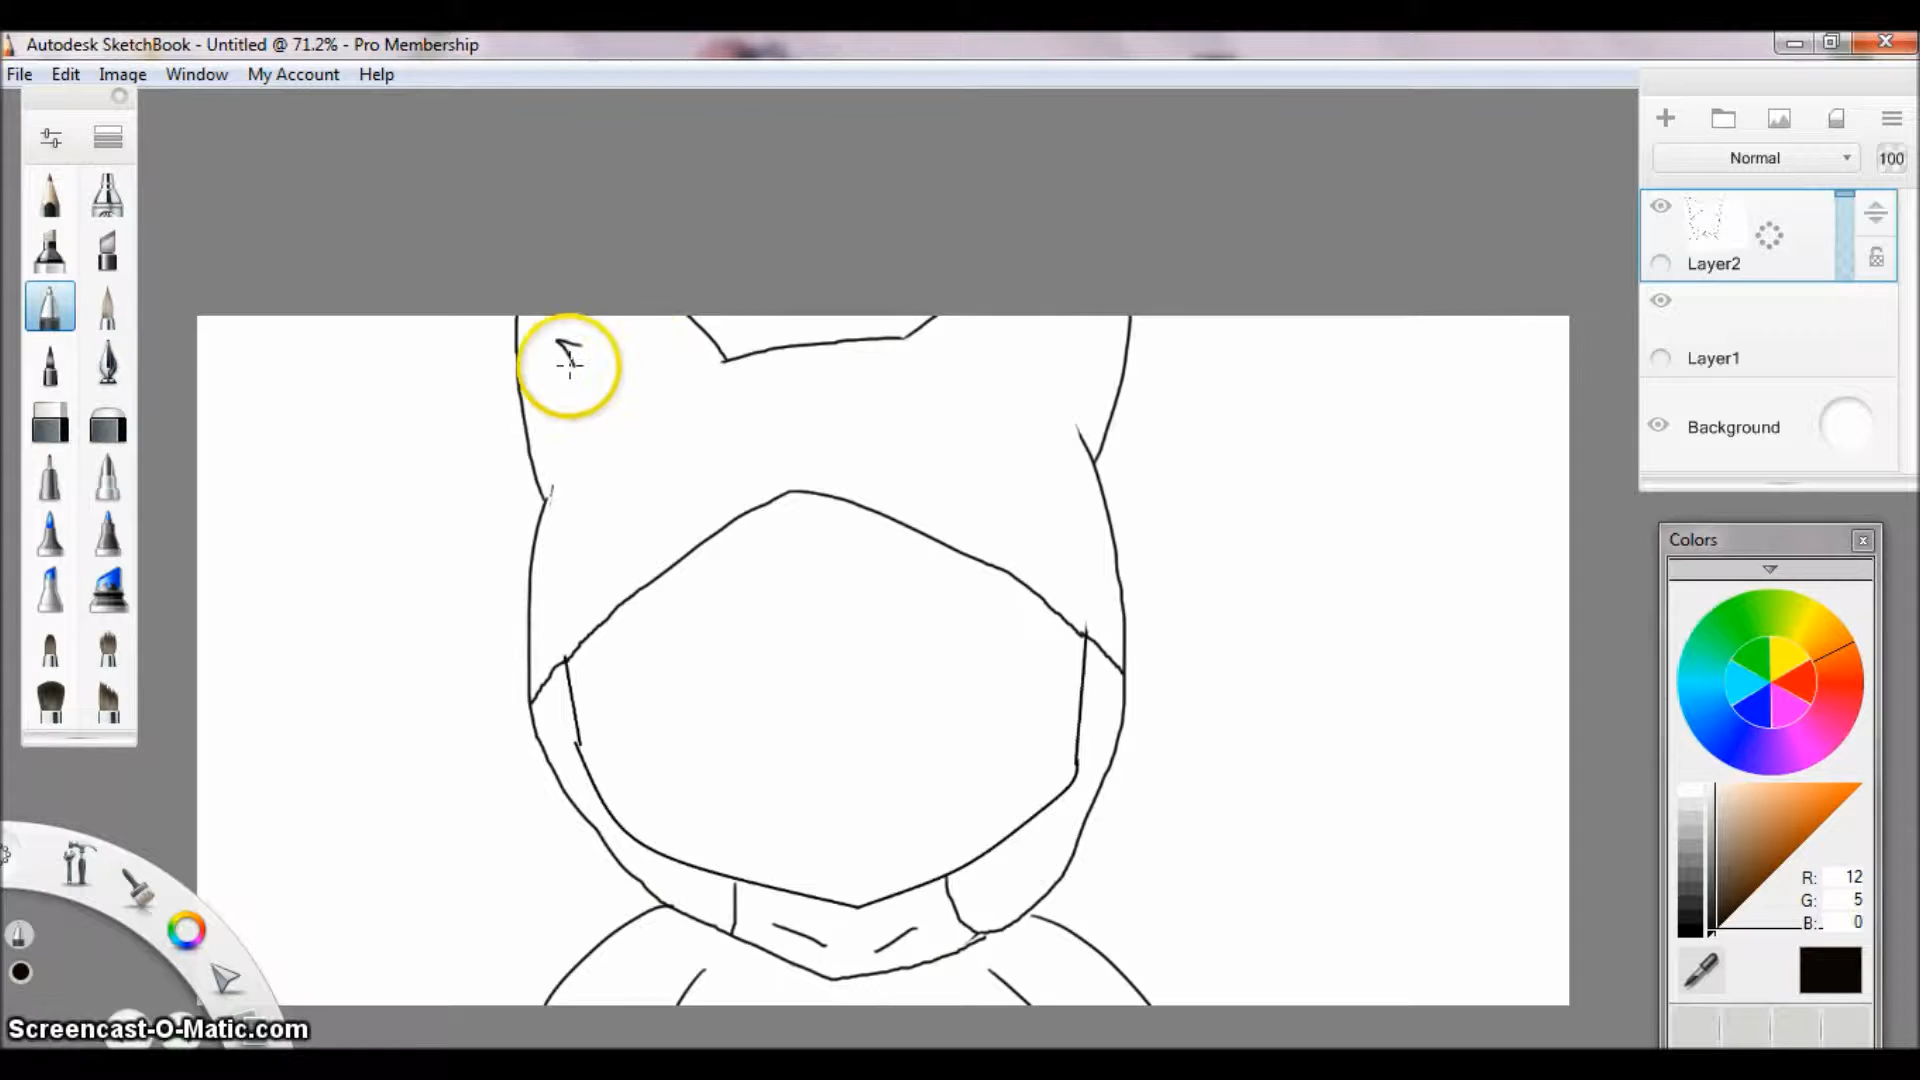 Autodesk SketchBook - Untitled @ 71.2% - Pro Membership
File Edit Image Window My Account Help
Normal 100
Layer2
Layer1
Background
Colors
R: 12
G: 5
B: 0
Screencast-O-Matic.com